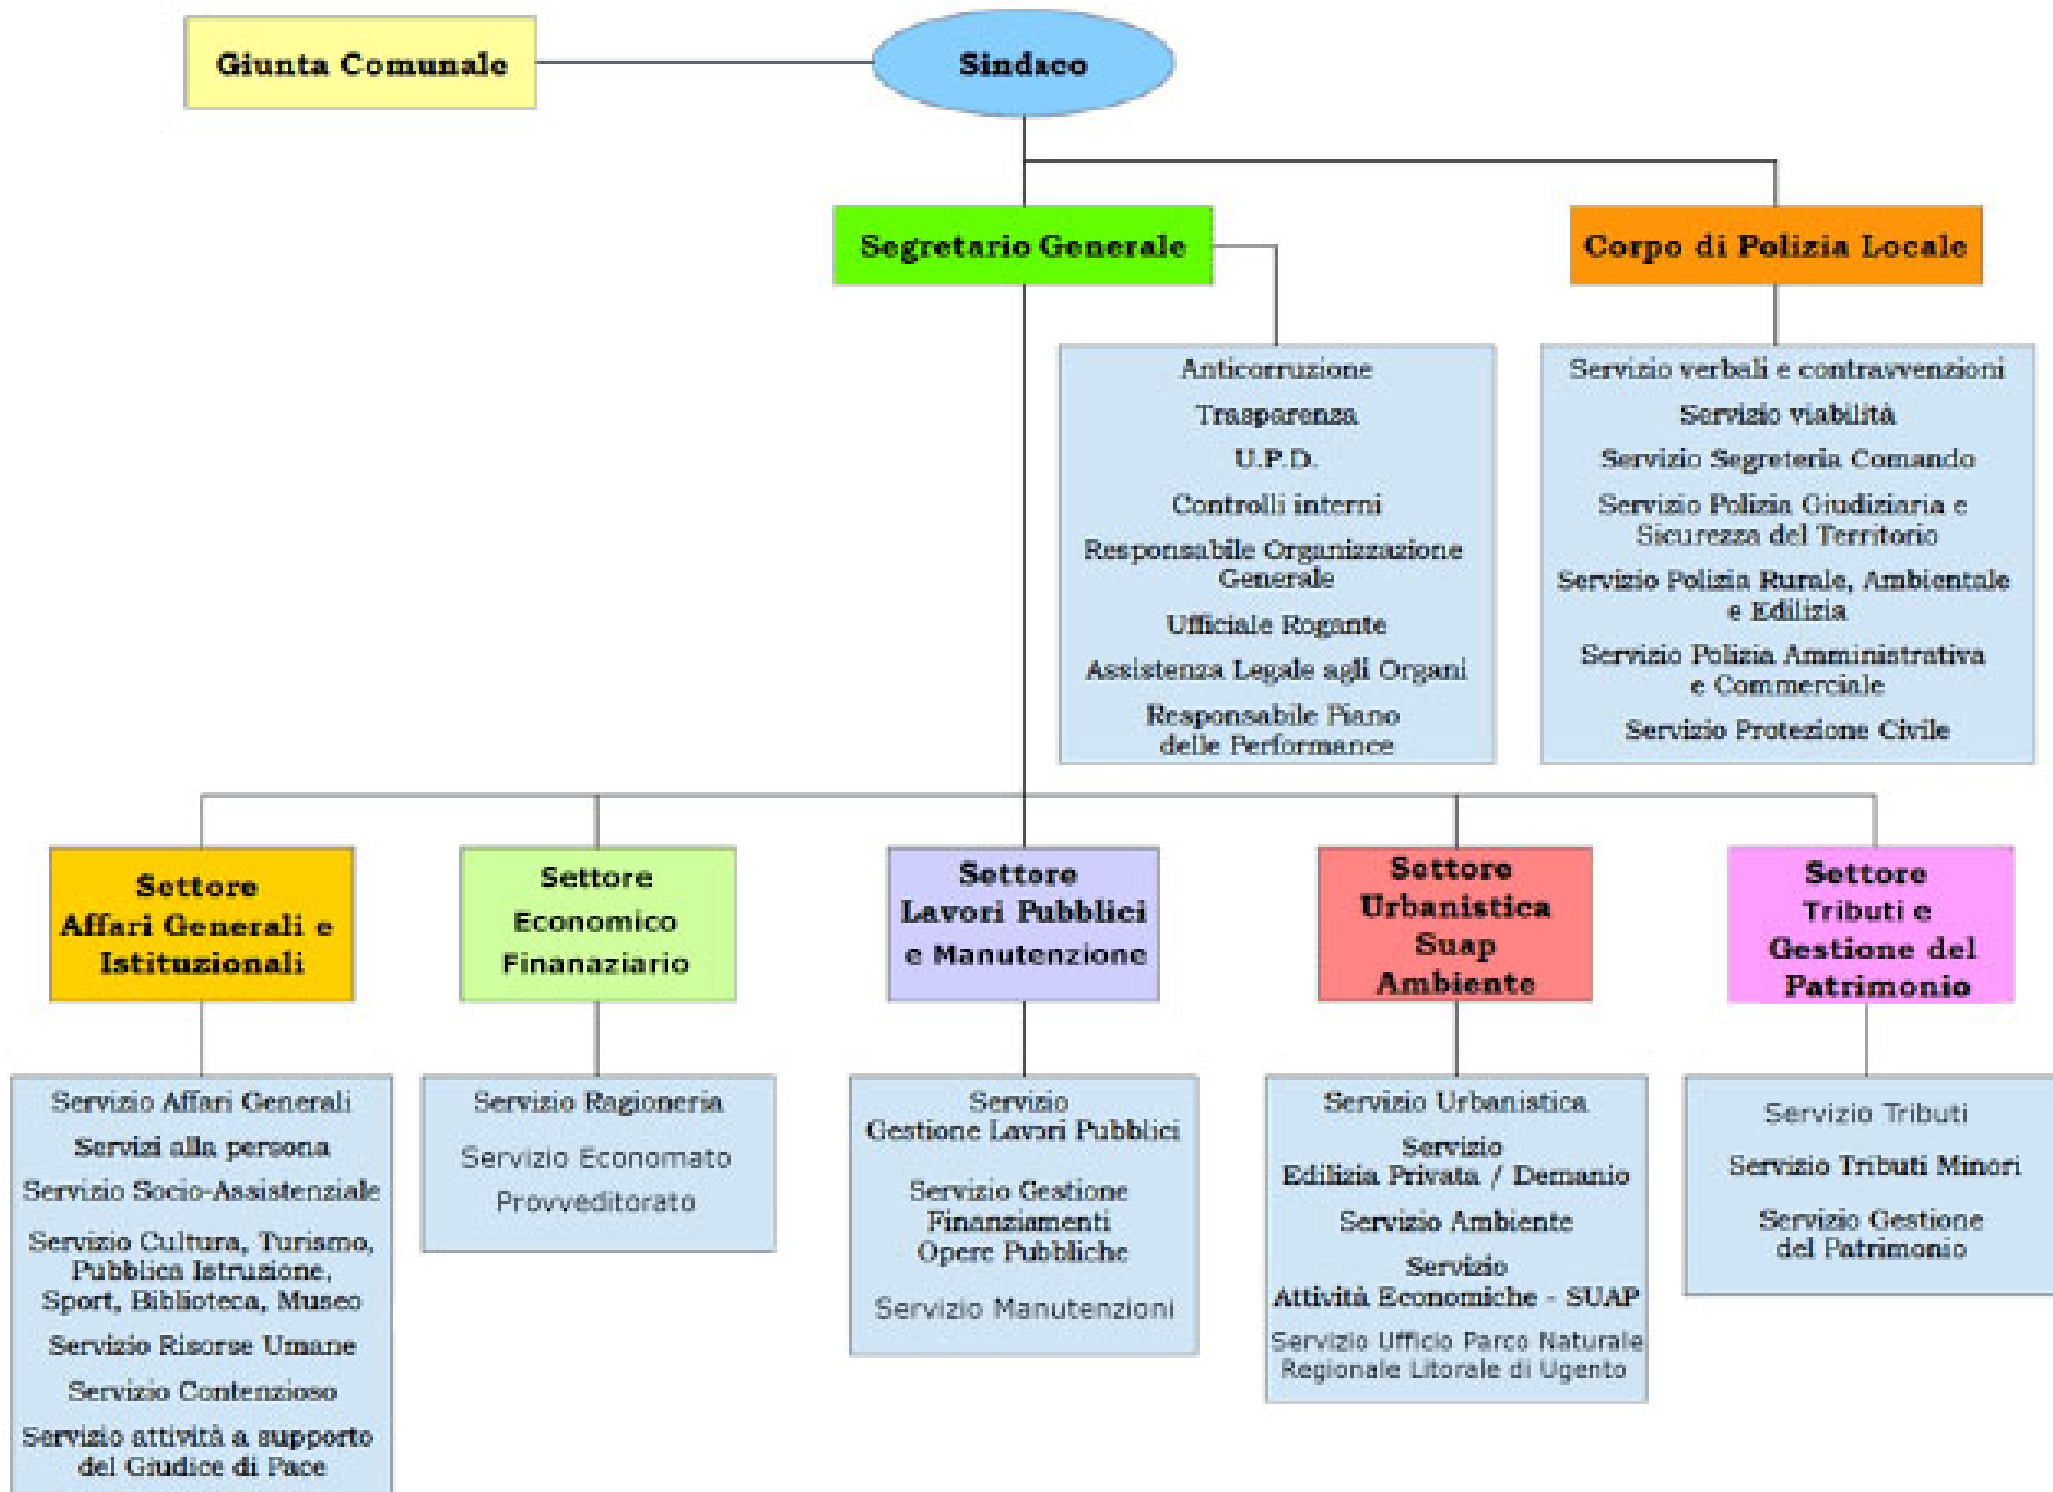 Giunta Comunale
Sindaco
Segretario Generale
Corpo di Polizia Locale
Anticorruzione
Trasparenza
U.P.D.
Controlli interni
Responsabile Organizzazione
Generale
Ufficiale Rogante
Assistenza Legale agli Organi
Responsabile Piano
delle Performance
Servizio verbali e contravvenzioni
Servizio viabilità
Servizio Segreteria Comando
Servizio Polizia Giudiziaria e
Sicurezza del Territorio
Servizio Polizia Rurale, Ambientale
e Edilizia
Servizio Polizia Amministrativa
e Commerciale
Servizio Protezione Civile
Settore
Affari Generali e
Istituzionali
Settore
Economico
Finanaziario
Settore
Lavori Pubblici
e Manutenzione
Settore
Urbanistica
Suap
Ambiente
Settore
Tributi e
Gestione del
Patrimonio
Servizio Affari Generali
Servizi alla persona
Servizio Socio-Assistenziale
Servizio Cultura, Turismo,
Pubblica Istruzione,
Sport, Biblioteca, Museo
Servizio Risorse Umane
Servizio Contenzioso
Servizio attività a supporto
del Giudice di Pace
Servizio Ragioneria
Servizio Economato
Provveditorato
Servizio
Gestione Lavori Pubblici
Servizio Gestione
Finanziamenti
Opere Pubbliche
Servizio Manutenzioni
Servizio Urbanistica
Servizio
Edilizia Privata / Demanio
Servizio Ambiente
Servizio
Attività Economiche - SUAP
Servizio Ufficio Parco Naturale
Regionale Litorale di Ugento
Servizio Tributi
Servizio Tributi Minori
Servizio Gestione
del Patrimonio